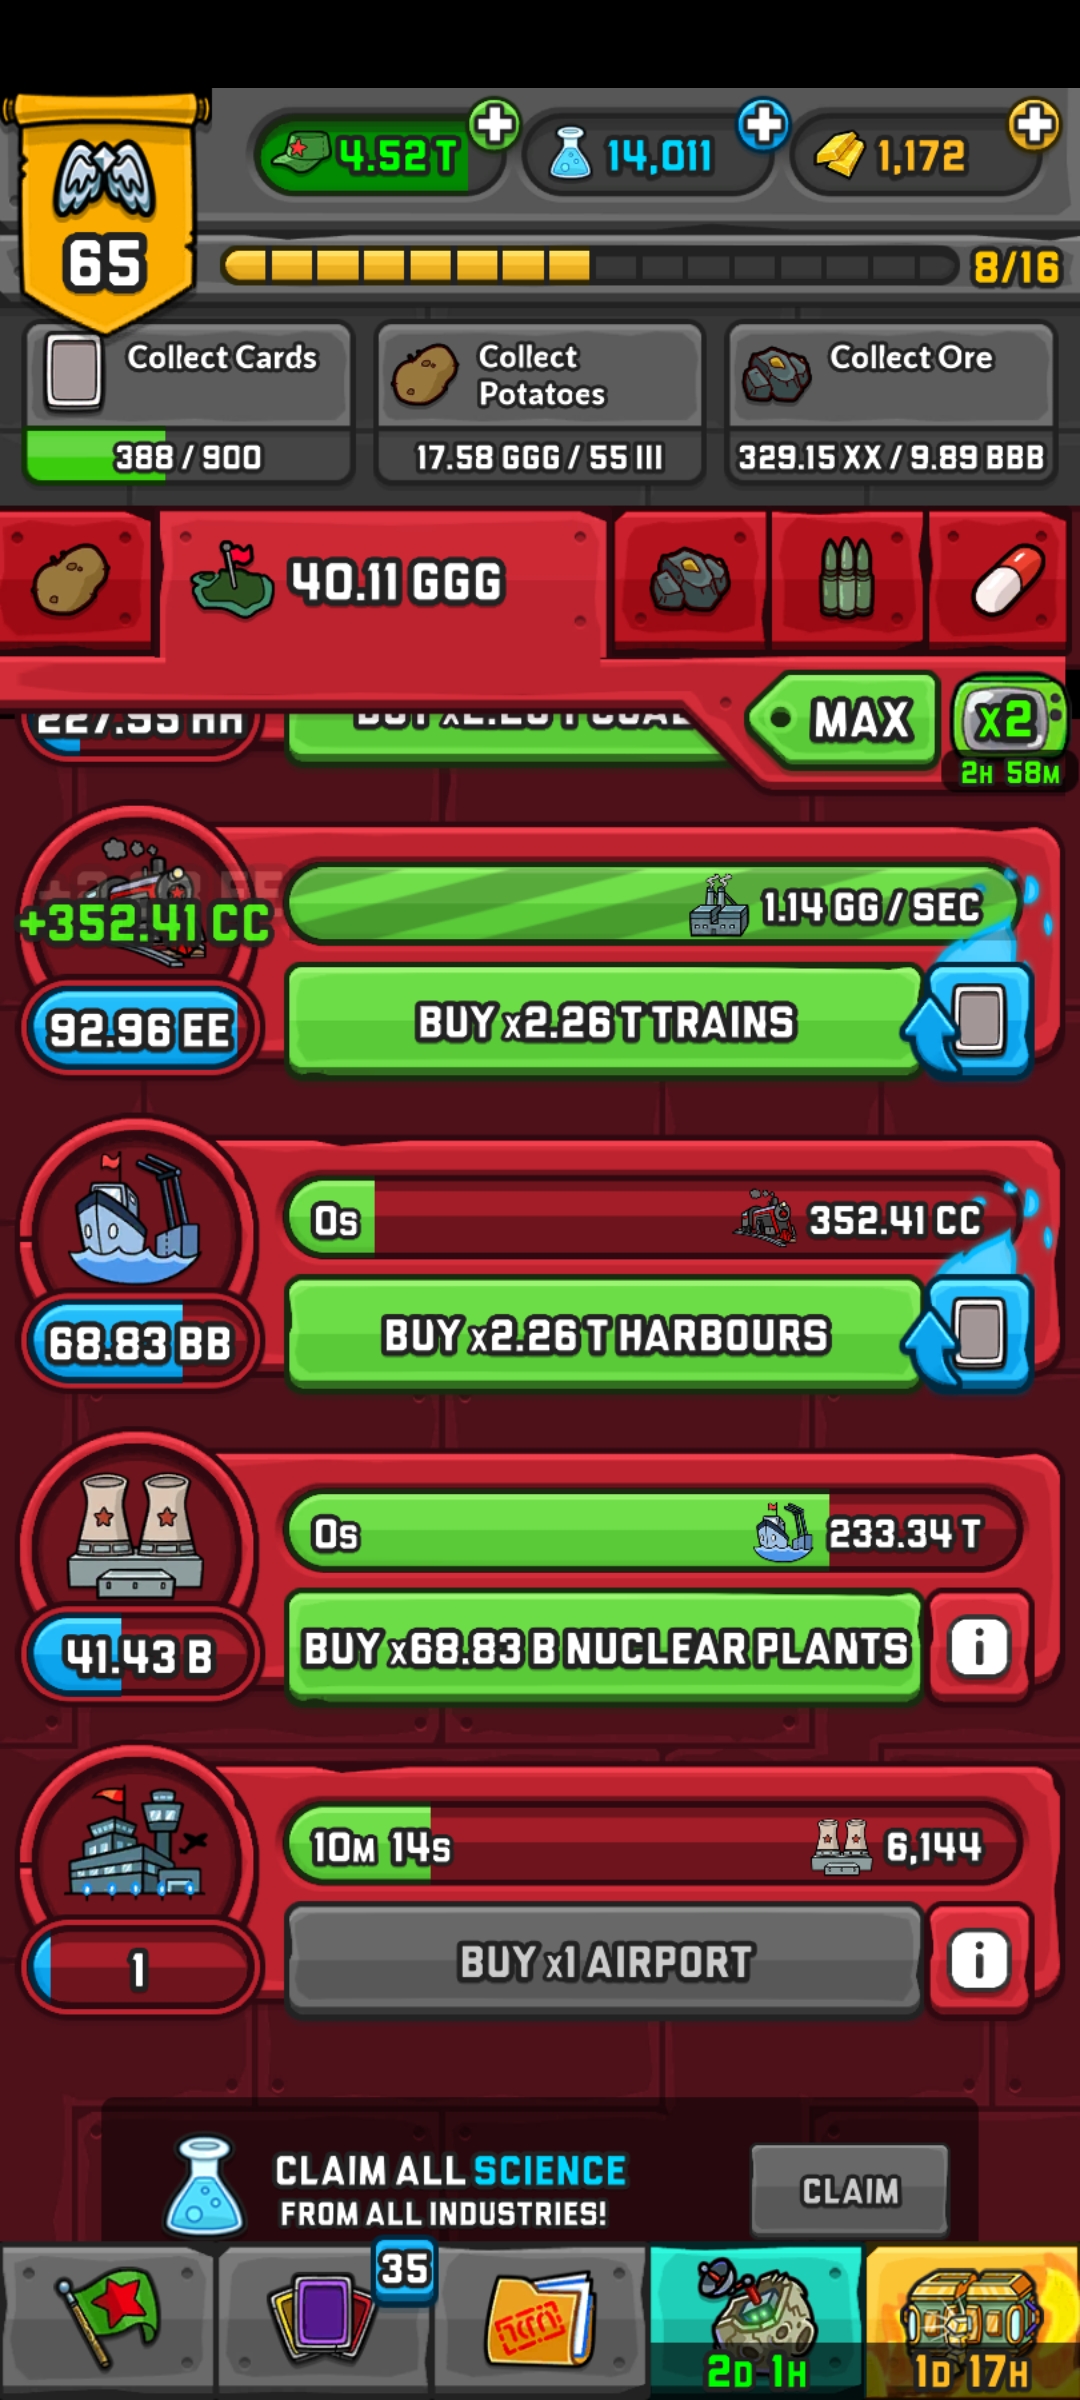 4.52 T
14,011
1,172
65
8/16
Collect Cards
388 / 900
Collect
Potatoes
17.58 GGG / 55 III
Collect Ore
329.15 XX / 9.89 BBB
40.11 GGG
MAX
x2
2H 58M
227.95 HH
+352.41 CC
1.14 GG / SEC
92.96 EE
BUY x2.26 T TRAINS
0s
352.41 CC
68.83 BB
BUY x2.26 T HARBOURS
0s
233.34 T
41.43 B
BUY x68.83 B NUCLEAR PLANTS
10M 14s
6,144
1
BUY x1 AIRPORT
CLAIM ALL SCIENCE
FROM ALL INDUSTRIES!
CLAIM
35
2D 1H
1D 17H